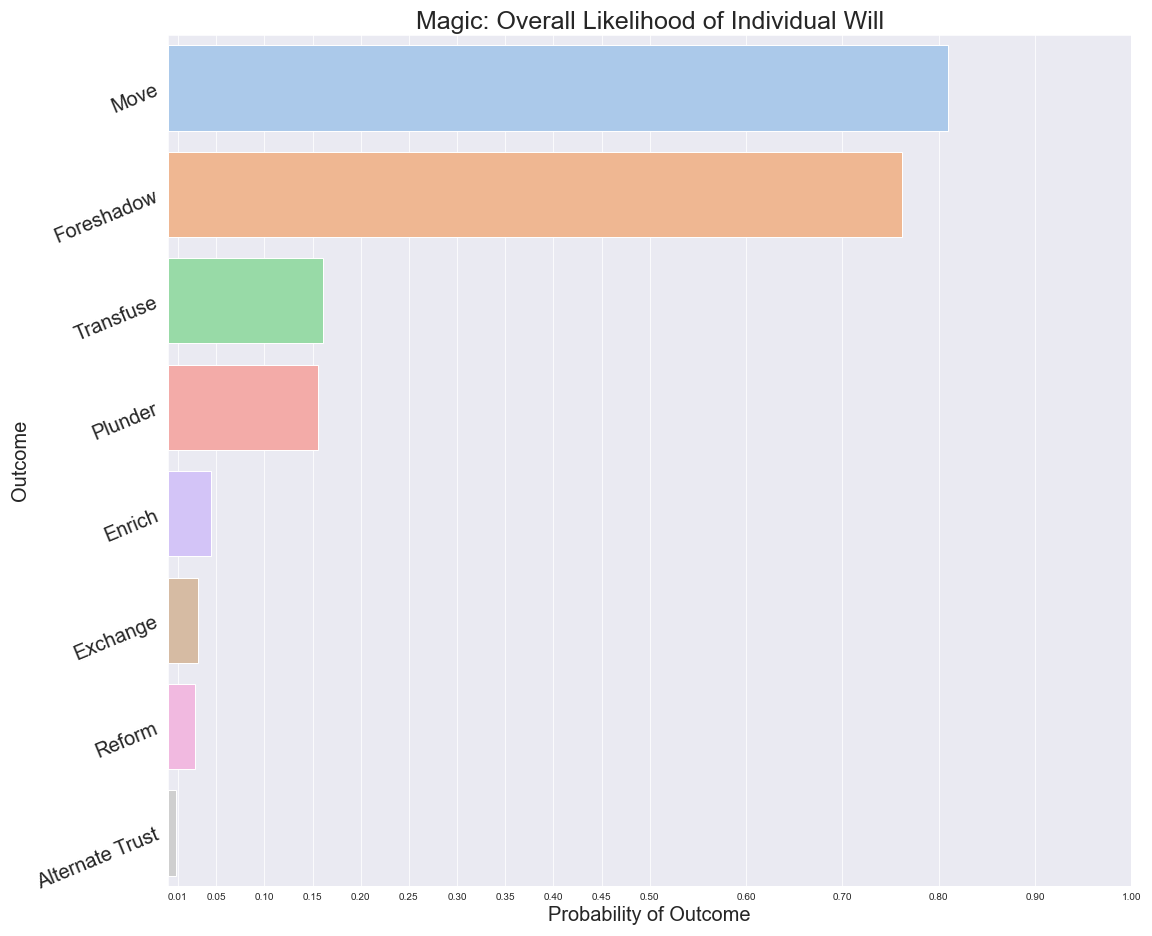 Magic: Overall Likelihood of Individual Will
Move
Foreshadow
Transfuse
Plunder
Enrich
Exchange
Reform
Alternate Trust
Outcome
0.01 0.05 0.10 0.15 0.20 0.25 0.30 0.35 0.40 0.45 0.50 0.60 0.70 0.80 0.90 1.00
Probability of Outcome